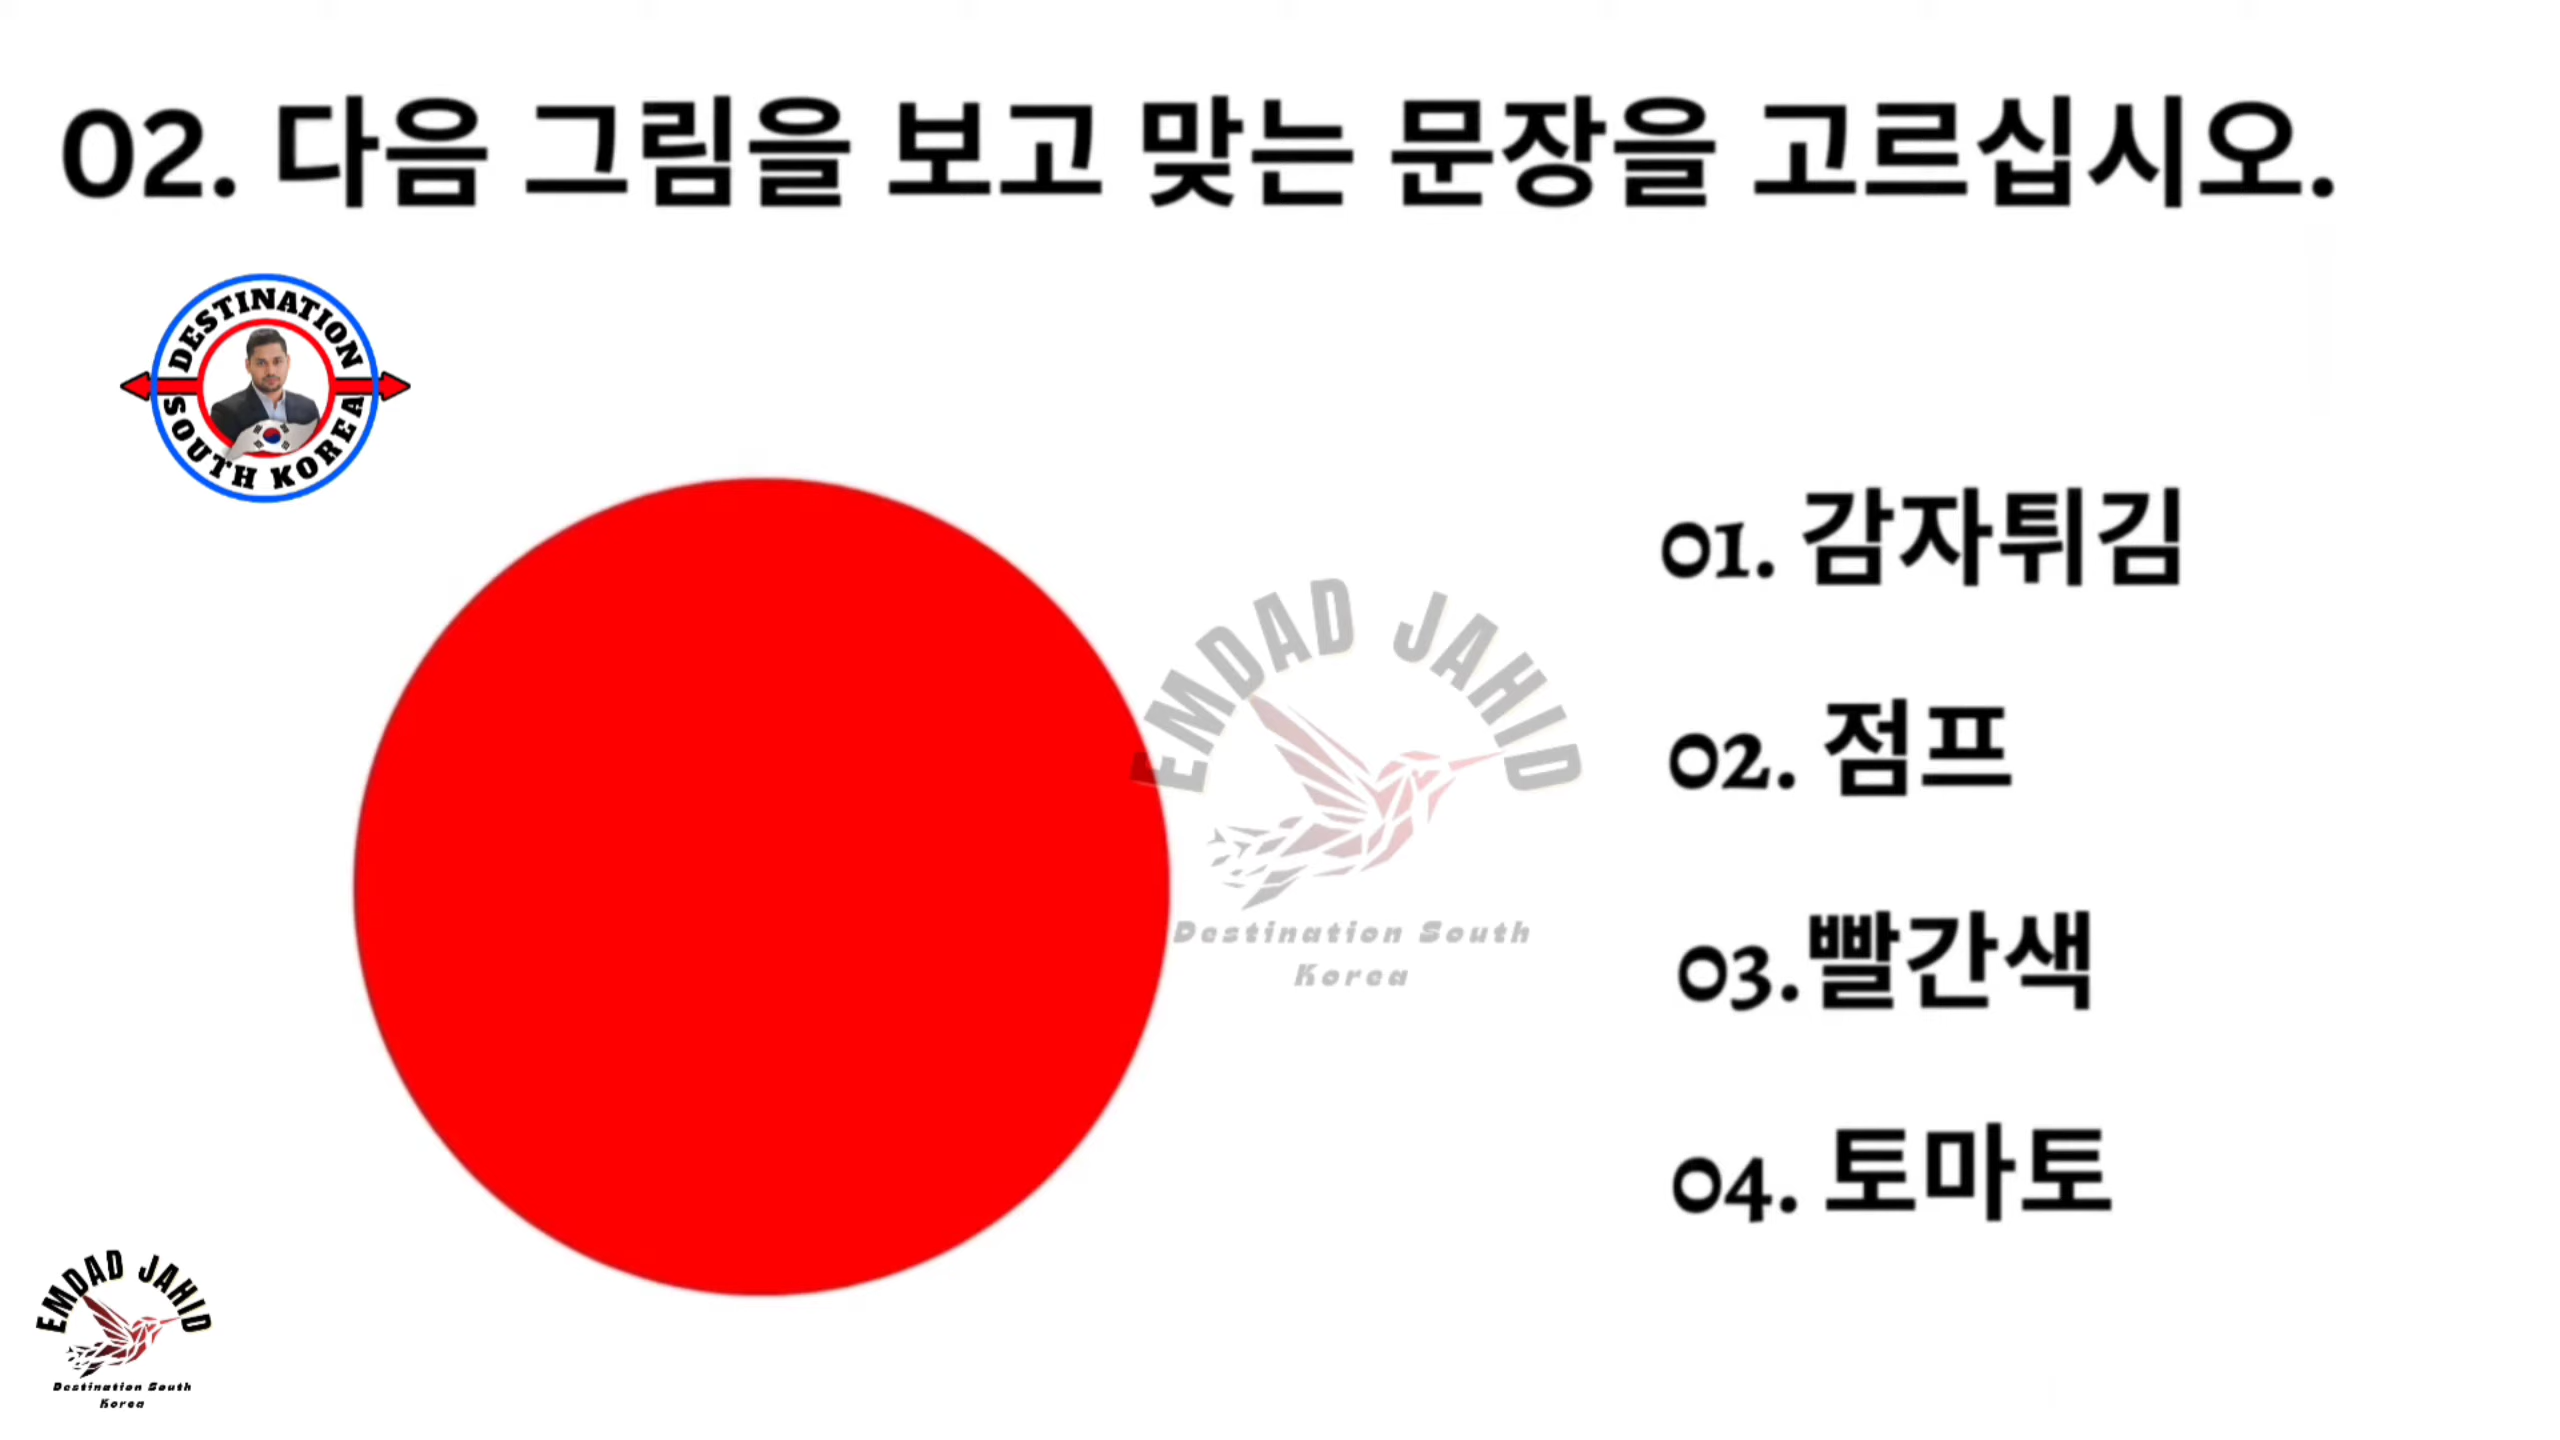 02. 다음 그림을 보고 맞는 문장을 고르십시오.
DESTINATION
SOUTH KOREA
01. 감자튀김
EMDAD JAHID
Destination South
Korea
02. 점프
03.빨간색
04. 토마토
EMDAD JAHID
Destination South
Korea